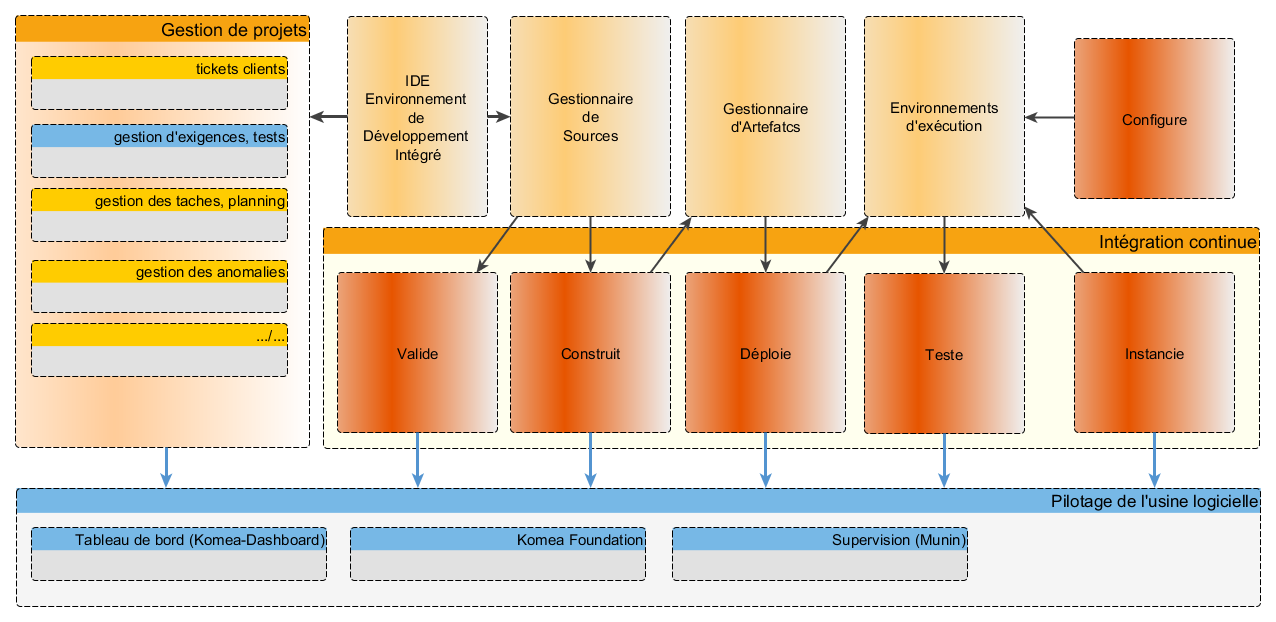 Gestion de projets
tickets clients
gestion d'exigences, tests
gestion des taches, planning
gestion des anomalies
.../...
IDE
Environnement
de
Développement
Intégré
Gestionnaire
de
Sources
Gestionnaire
d'Artefatcs
Environnements
d'exécution
Configure
Intégration continue
Valide
Construit
Déploie
Teste
Instancie
Pilotage de l'usine logicielle
Tableau de bord (Komea-Dashboard)
Komea Foundation
Supervision (Munin)